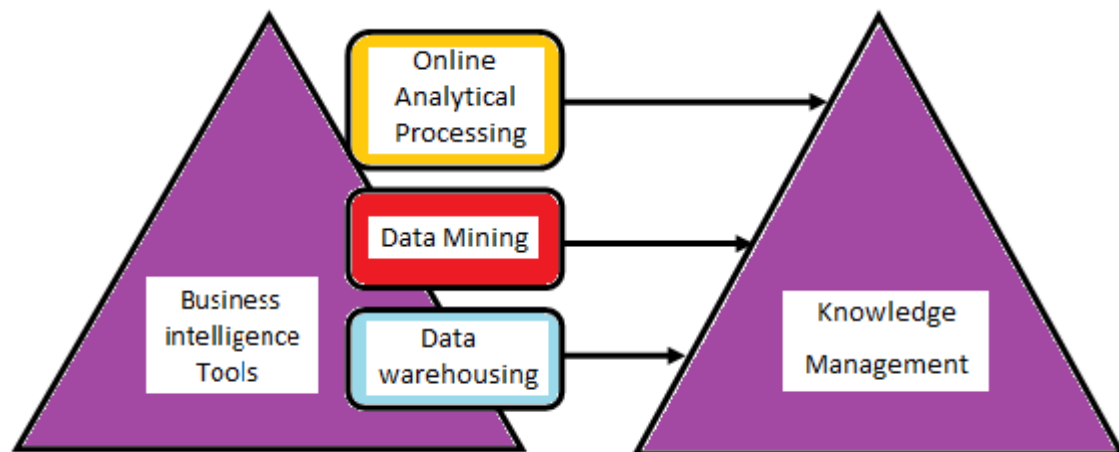 Online
Analytical
Processing
Data Mining
Business
intelligence
Tools
Data
warehousing
Knowledge
Management